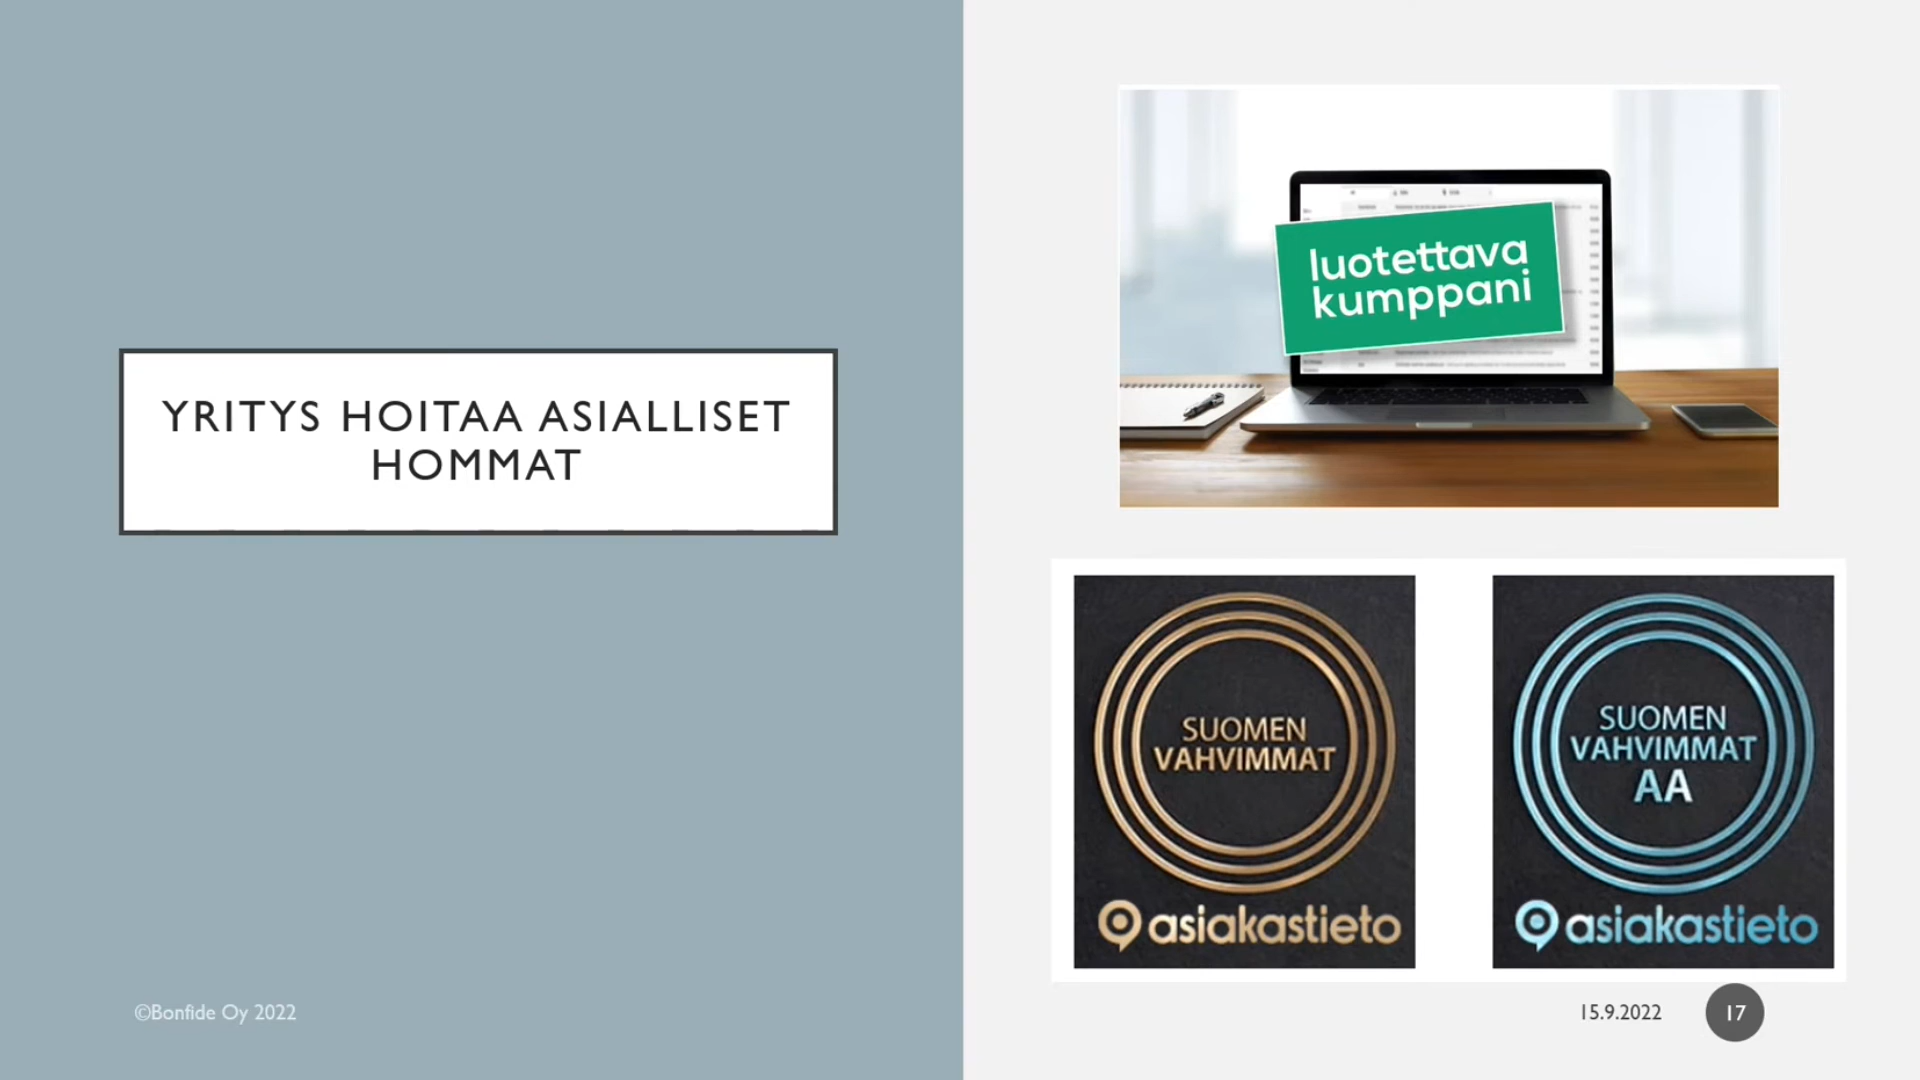 YRITYS HOITAA ASIALLISET
HOMMAT
luotettava
kumppani
SUOMEN
VAHVIMMAT
asiakastieto
SUOMEN
VAHVIMMAT
AA
asiakastieto
©Bonfide Oy 2022
15.9.2022
17